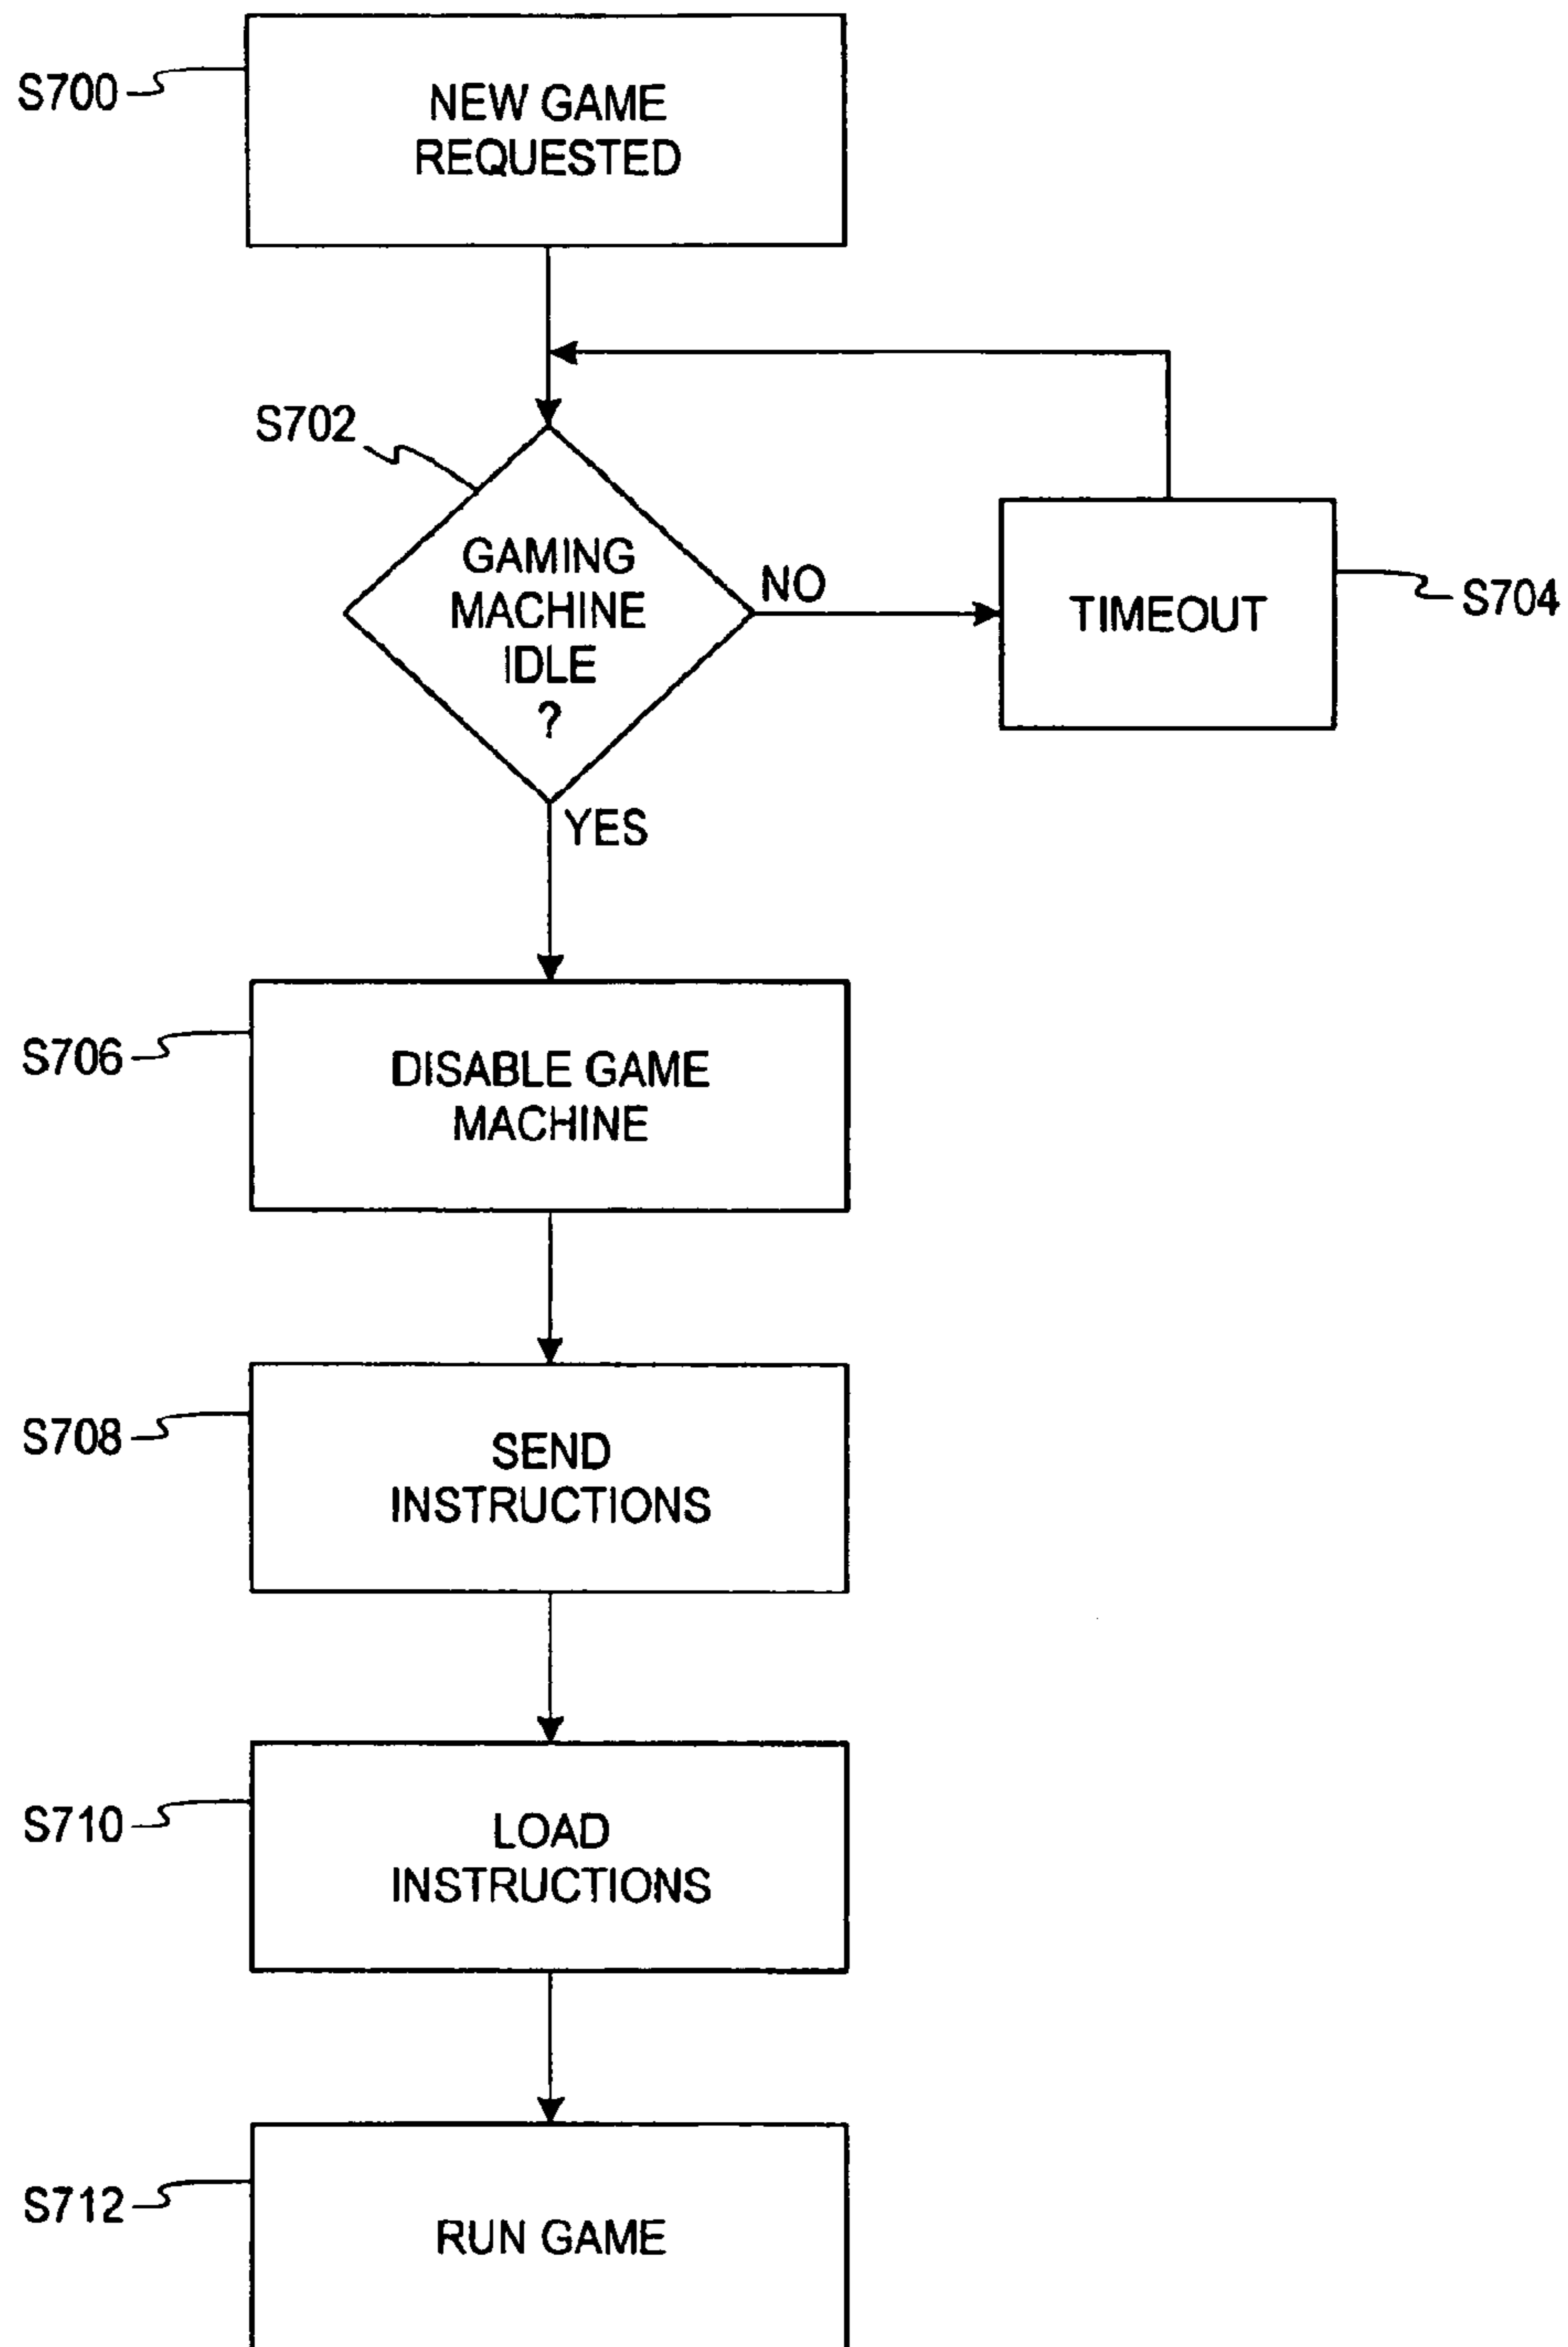 S700
NEW GAME
REQUESTED
S702
GAMING
MACHINE
IDLE
?
NO
TIMEOUT
S704
YES
S706
DISABLE GAME
MACHINE
S708
SEND
INSTRUCTIONS
S710
LOAD
INSTRUCTIONS
S712
RUN GAME